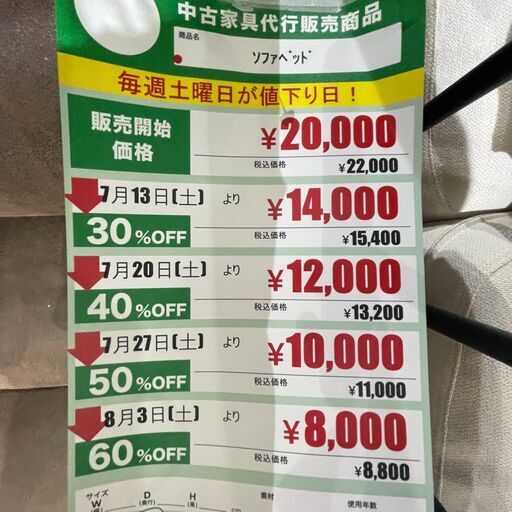 中古家具代行販売商品
商品名
ソファベッド
毎週土曜日が値下り日！
販売開始
価格
¥20,000
税込価格 ¥22,000
7月13日(土) より
¥14,000
30%OFF
税込価格 ¥15,400
7月20日(土) より
¥12,000
40%OFF
税込価格 ¥13,200
7月27日(土) より
¥10,000
50%OFF
税込価格 ¥11,000
8月3日(土) より
¥8,000
60%OFF
税込価格 ¥8,800
サイズ
W D H
(幅) (奥行) (高)
cm
素材
使用年数